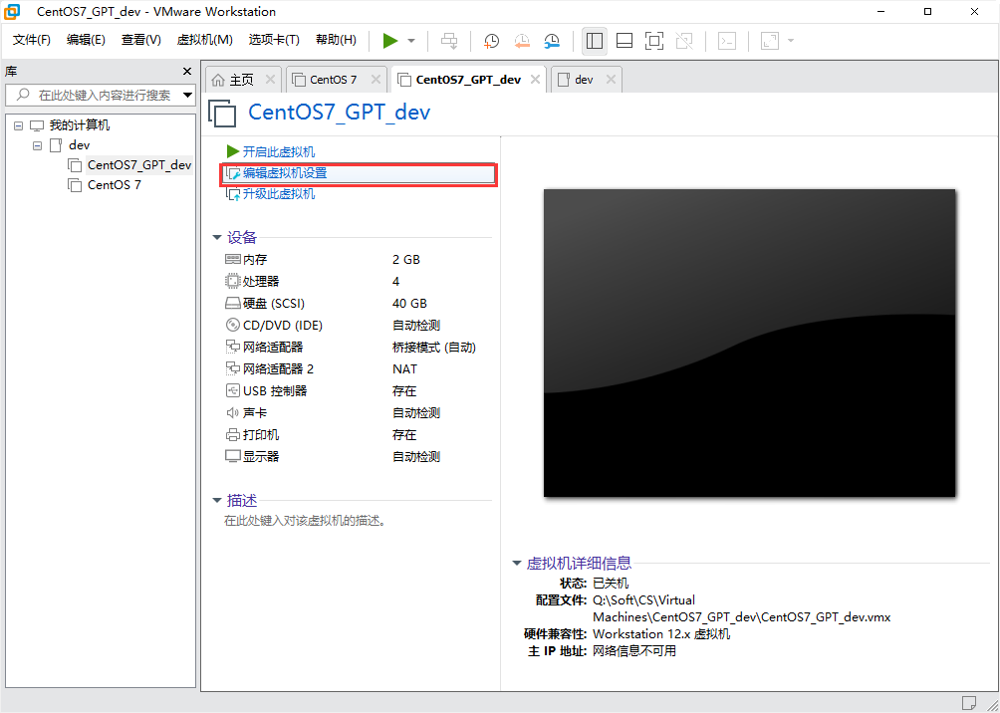 CentOS7_GPT_dev - VMware Workstation
文件(F) 编辑(E) 查看(V) 虚拟机(M) 选项卡(T) 帮助(H)
库
在此处键入内容进行搜索
我的计算机
dev
CentOS7_GPT_dev
CentOS 7
主页 CentOS 7 CentOS7_GPT_dev dev
CentOS7_GPT_dev
开启此虚拟机
编辑虚拟机设置
升级此虚拟机
设备
内存 2 GB
处理器 4
硬盘 (SCSI) 40 GB
CD/DVD (IDE) 自动检测
网络适配器 桥接模式 (自动)
网络适配器 2 NAT
USB 控制器 存在
声卡 自动检测
打印机 存在
显示器 自动检测
描述
在此处键入对该虚拟机的描述。
虚拟机详细信息
状态: 已关机
配置文件: Q:\Soft\CS\Virtual
Machines\CentOS7_GPT_dev\CentOS7_GPT_dev.vmx
硬件兼容性: Workstation 12.x 虚拟机
主 IP 地址: 网络信息不可用